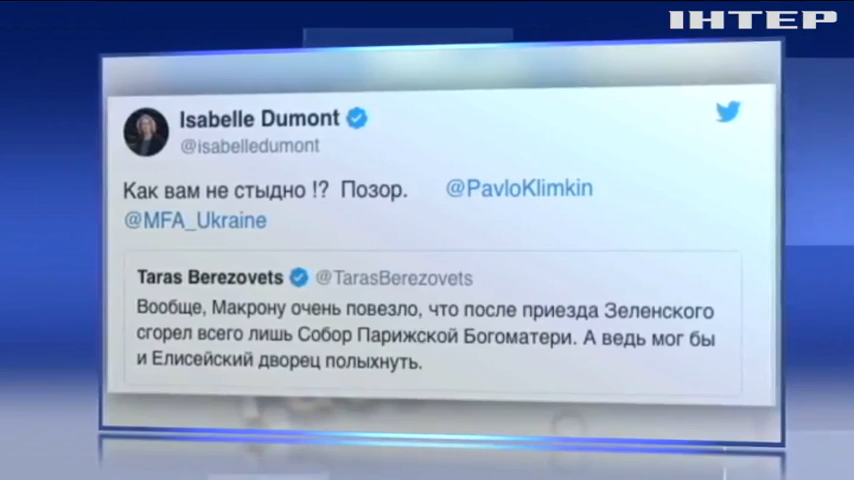 ІНТЕР
Isabelle Dumont
@isabelledumont
Как вам не стыдно !? Позор. @PavloKlimkin
@MFA_Ukraine
Taras Berezovets @TarasBerezovets
Вообще, Макрону очень повезло, что после приезда Зеленского
сгорел всего лишь Собор Парижской Богоматери. А ведь мог бы
и Елисейский дворец полыхнуть.